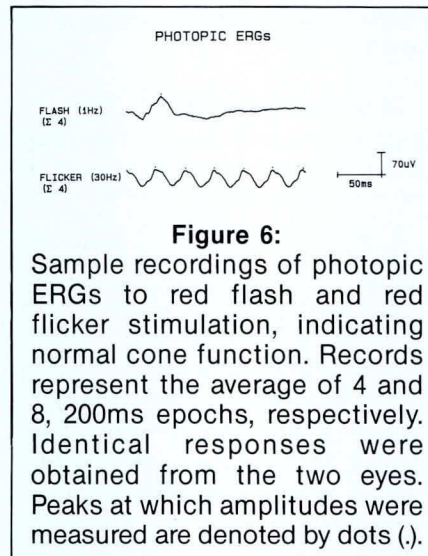 PHOTOPIC ERGs
FLASH (1Hz)
(Σ 4)
FLICKER (30Hz)
(Σ 4)
70uV
50ms
Figure 6:
Sample recordings of photopic
ERGs to red flash and red
flicker stimulation, indicating
normal cone function. Records
represent the average of 4 and
8, 200ms epochs, respectively.
Identical responses were
obtained from the two eyes.
Peaks at which amplitudes were
measured are denoted by dots (.).